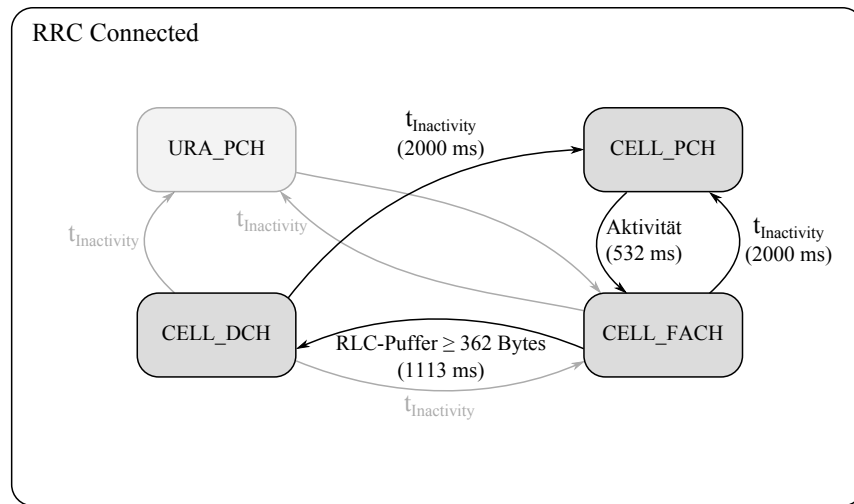 RRC Connected
t_Inactivity
(2000 ms)
URA_PCH
CELL_PCH
t_Inactivity
t_Inactivity
Aktivität
(532 ms)
t_Inactivity
(2000 ms)
CELL_DCH
RLC-Puffer ≥ 362 Bytes
(1113 ms)
CELL_FACH
t_Inactivity